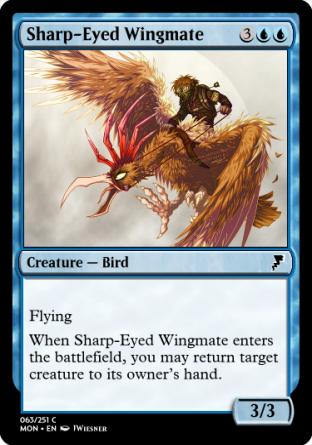 Sharp-Eyed Wingmate 3
Creature — Bird
Flying
When Sharp-Eyed Wingmate enters
the battlefield, you may return target
creature to its owner's hand.
3/3
063/251 C
MON • EN JWiesner